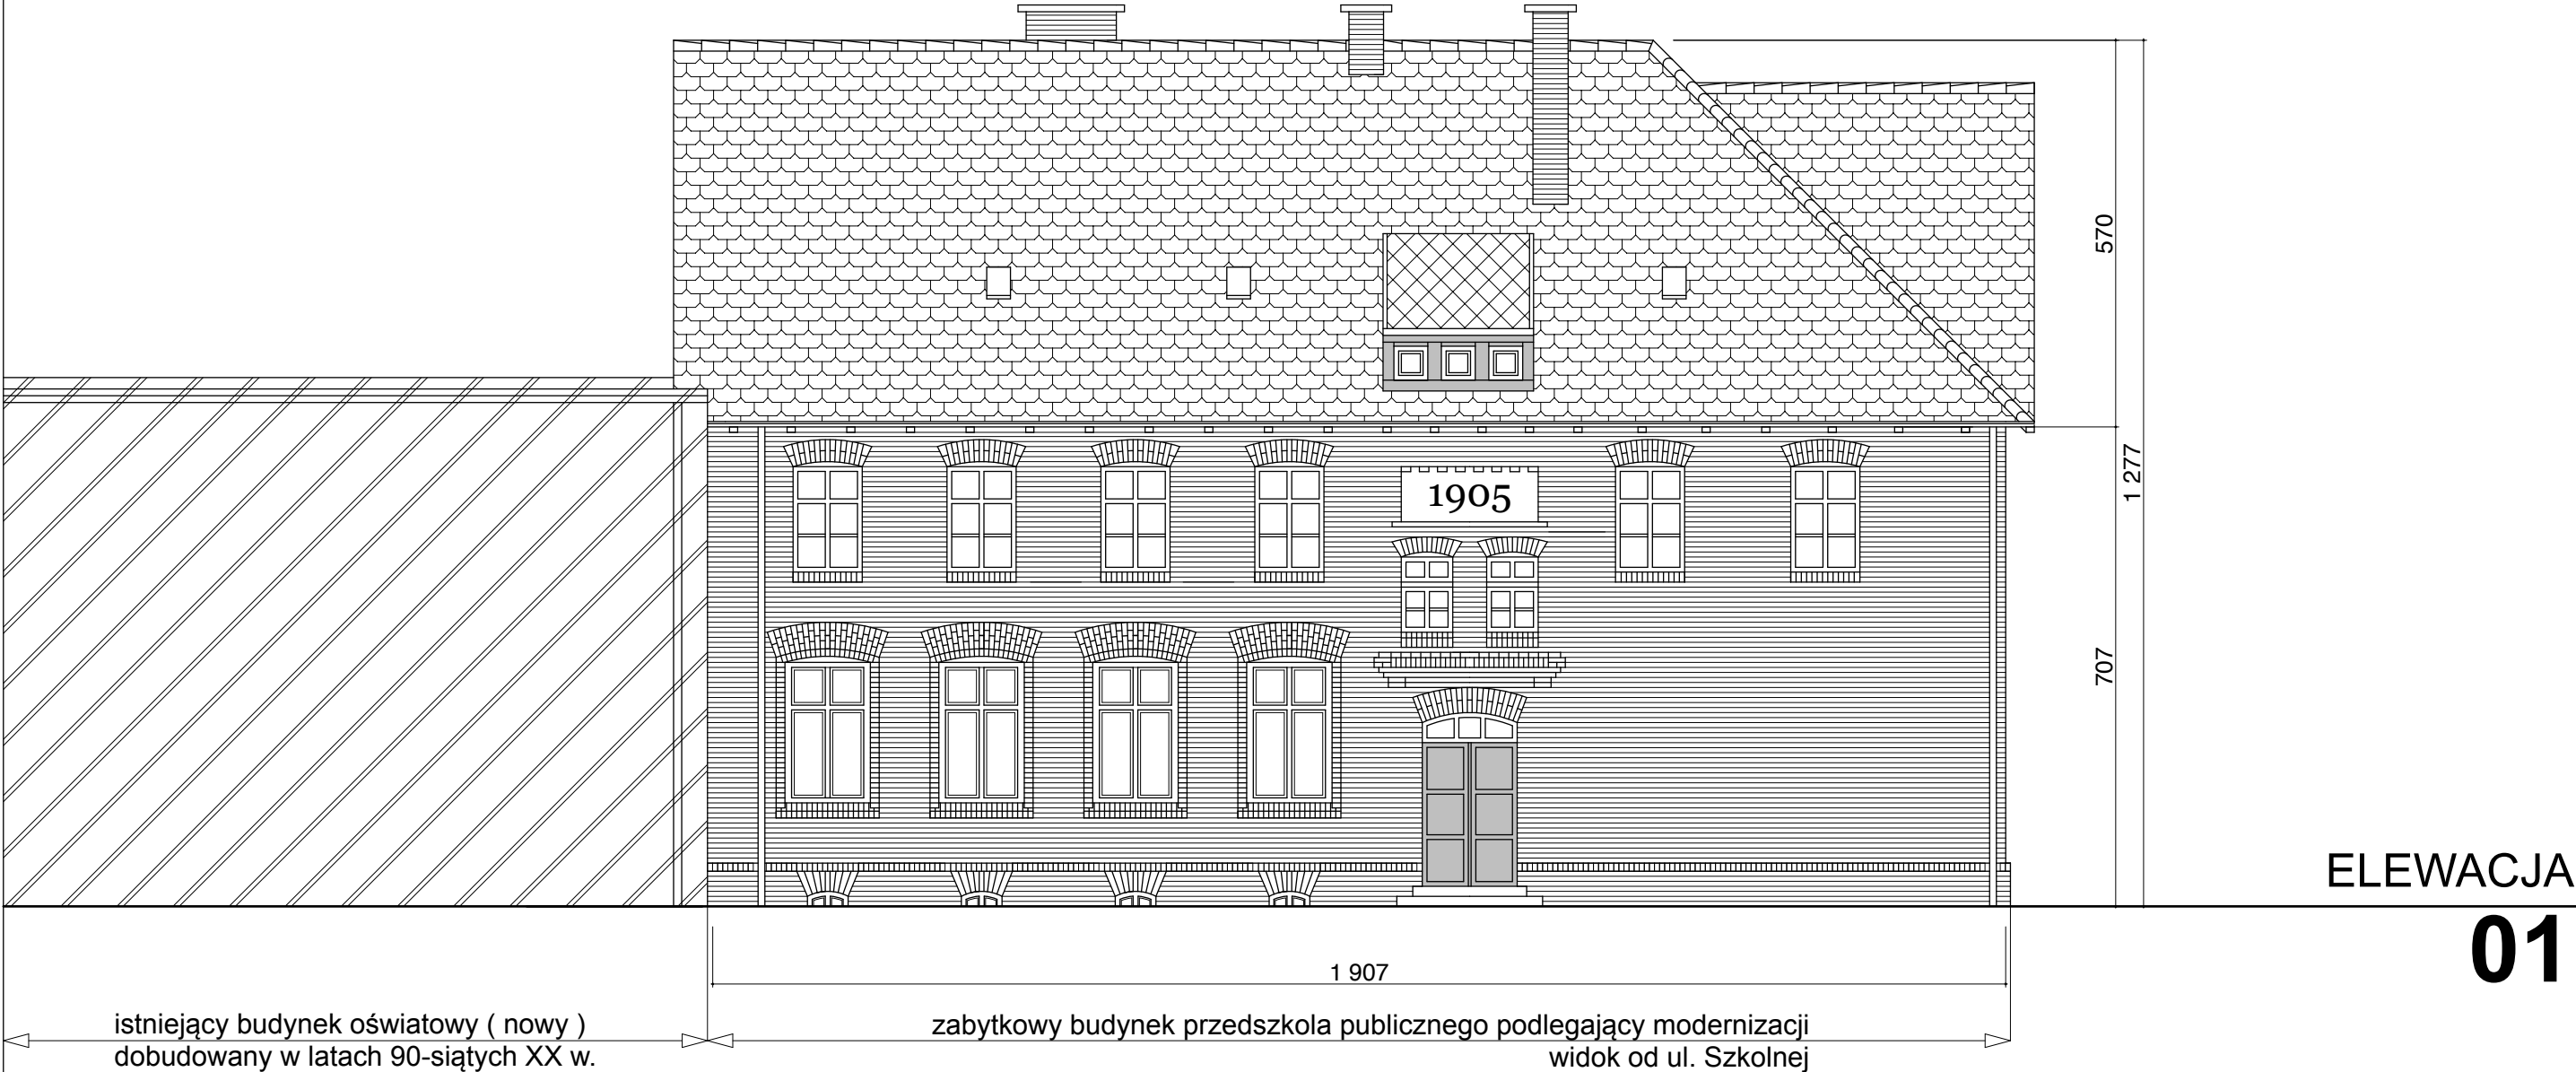 570
1 277
1905
707
ELEWACJA
01
1 907
istniejący budynek oświatowy ( nowy )
dobudowany w latach 90-siątych XX w.
zabytkowy budynek przedszkola publicznego podlegający modernizacji
widok od ul. Szkolnej